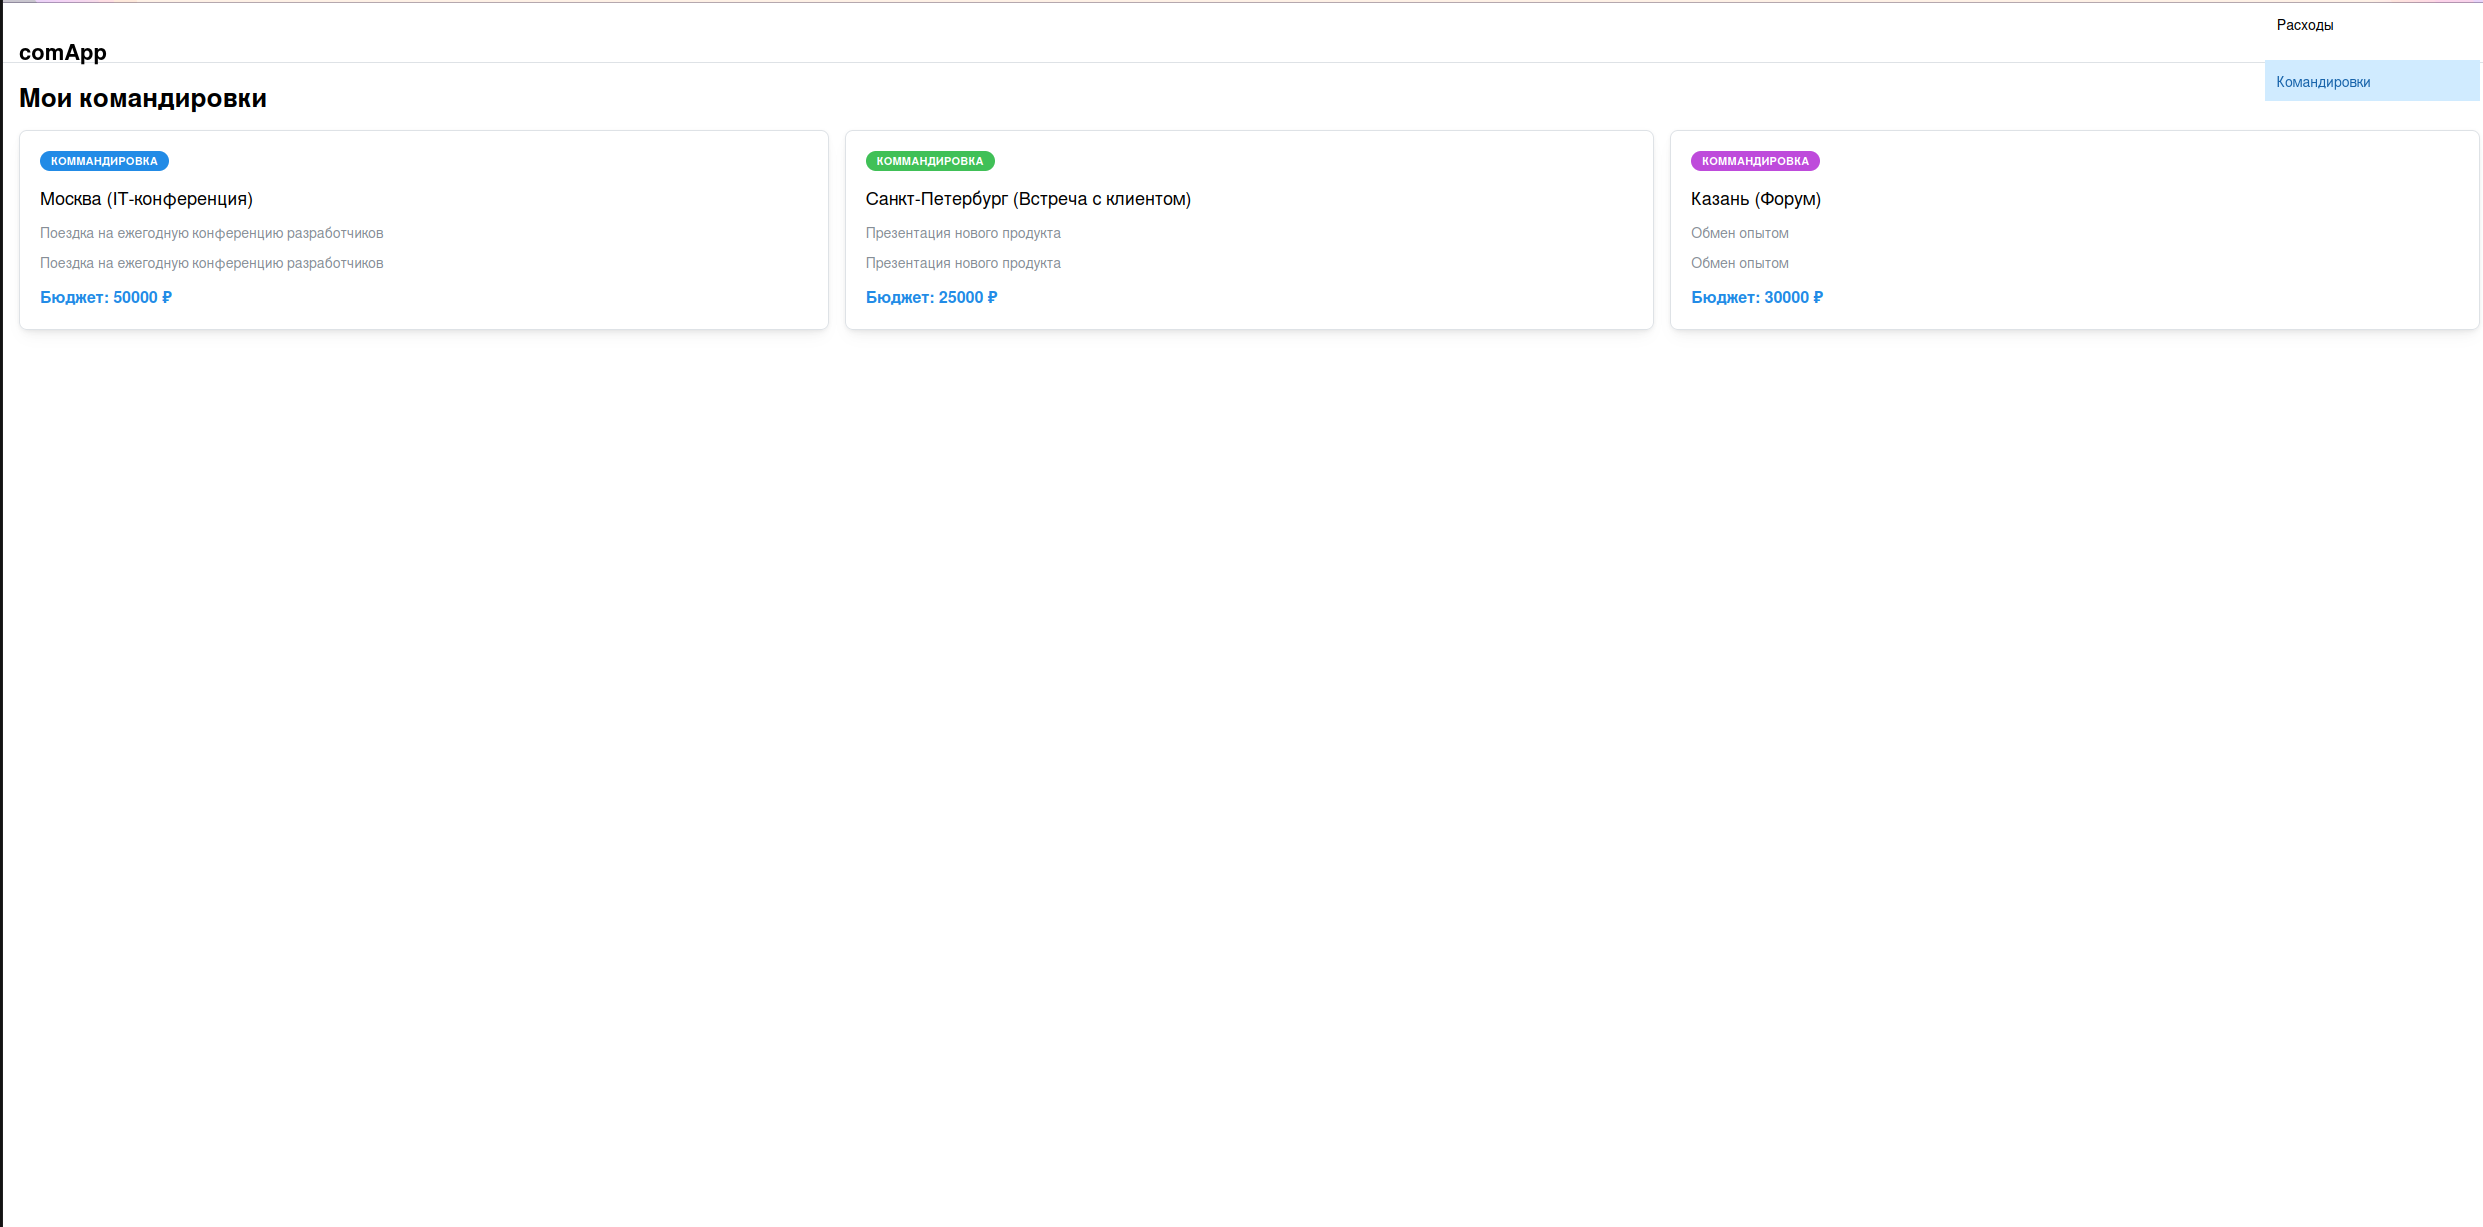 Расходы
comApp
Командировки
Мои командировки
КОММАНДИРОВКА
Москва (IT-конференция)
Поездка на ежегодную конференцию разработчиков
Поездка на ежегодную конференцию разработчиков
Бюджет: 50000 ₽
КОММАНДИРОВКА
Санкт-Петербург (Встреча с клиентом)
Презентация нового продукта
Презентация нового продукта
Бюджет: 25000 ₽
КОММАНДИРОВКА
Казань (Форум)
Обмен опытом
Обмен опытом
Бюджет: 30000 ₽